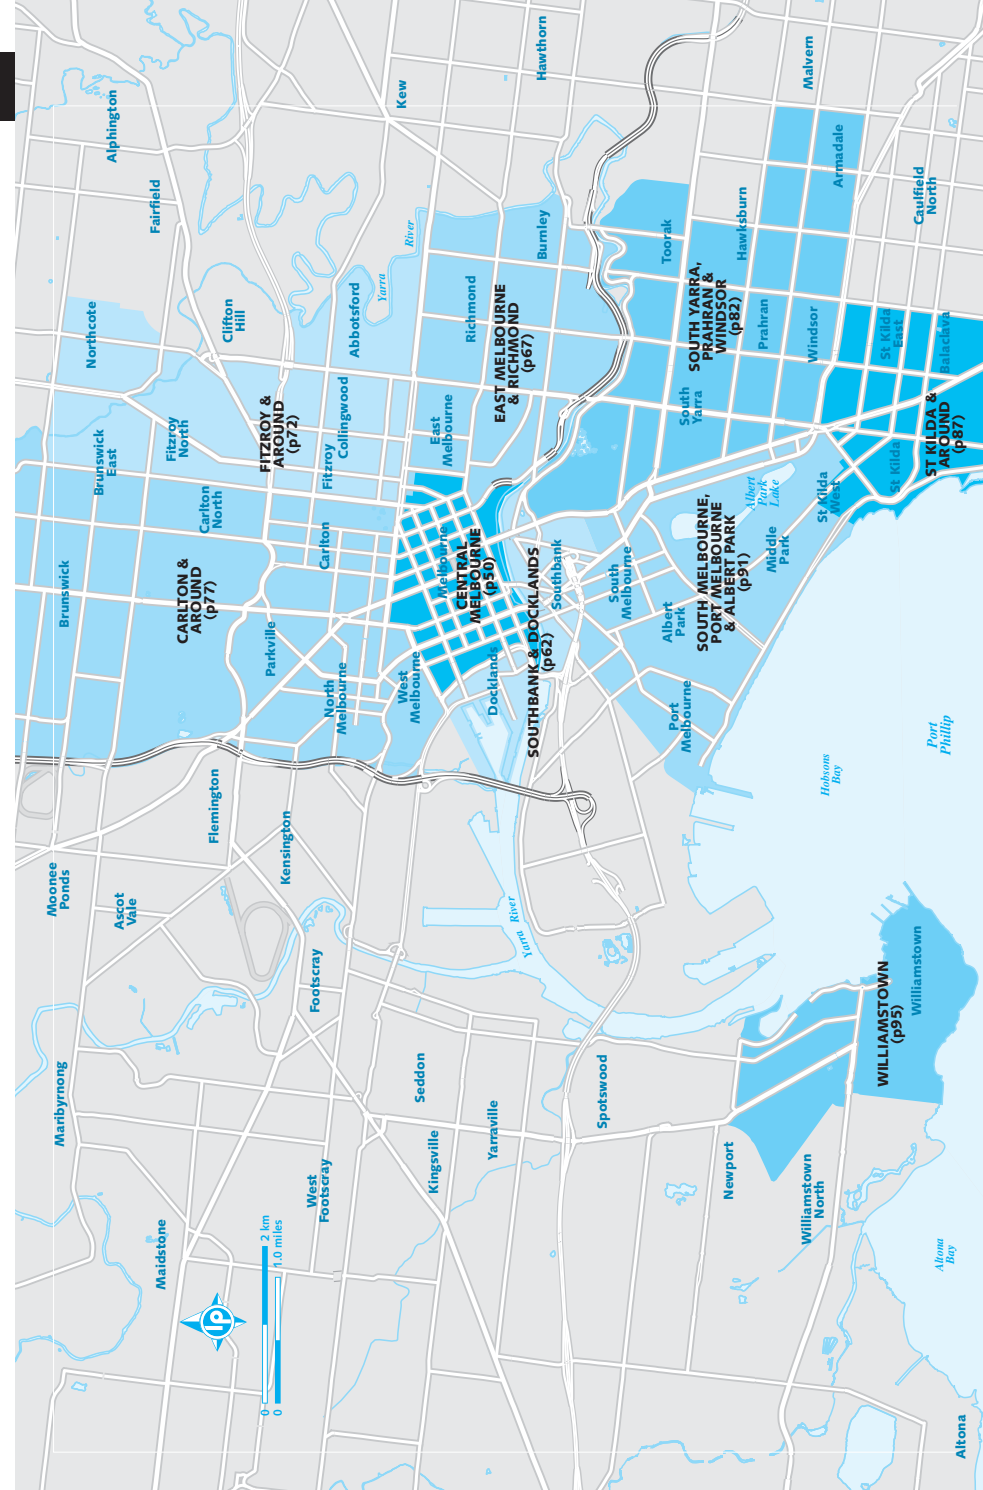 Maribyrnong
Moonee
Ponds
Brunswick
Brunswick
East
Northcote
Alphington
Ascot
Vale
Maidstone
Fairfield
Fitzroy
North
CARLTON &
AROUND
(p77)
Carlton
North
Flemington
Clifton
Hill
FITZROY &
AROUND
(p72)
Parkville
Kensington
lp
0
2 km
0
1.0 miles
West
Footscray
Footscray
North
Melbourne
Carlton
Fitzroy
Collingwood
Abbotsford
Yarra
River
Kew
West
Melbourne
Seddon
Kingsville
Melbourne
East
Melbourne
CENTRAL
MELBOURNE
(p50)
Richmond
Docklands
Yarraville
EAST MELBOURNE
& RICHMOND
(p67)
Burnley
Hawthorn
Yarra
River
SOUTHBANK & DOCKLANDS
(p62)
Southbank
Spotswood
South
Melbourne
Albert
Park
Port
Melbourne
Toorak
South
Yarra
SOUTH YARRA,
PRAHRAN &
WINDSOR
(p82)
SOUTH MELBOURNE,
PORT MELBOURNE
& ALBERT PARK
(p91)
Newport
Hawksburn
Albert
Park
Lake
Middle
Park
Prahran
Malvern
Williamstown
North
Windsor
St Kilda
West
Hobsons
Bay
Armadale
WILLIAMSTOWN
(p95)
St Kilda
St Kilda
East
Williamstown
Caulfield
North
ST KILDA &
AROUND
(p87)
Balaclava
Port
Phillip
Altona
Bay
Altona